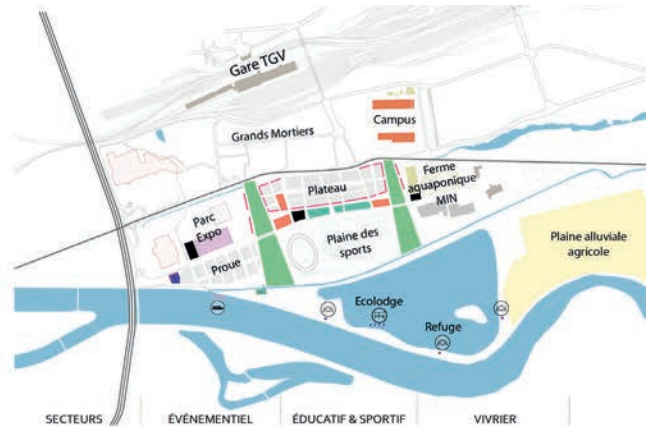 Gare TGV
Campus
Grands Mortiers
Plateau
Ferme
aquaponique
MIN
Parc
Expo
Proue
Plaine des
sports
Plaine alluviale
agricole
Ecolodge
Refuge
SECTEURS
ÉVÉNEMENTIEL
ÉDUCATIF & SPORTIF
VIVRIER